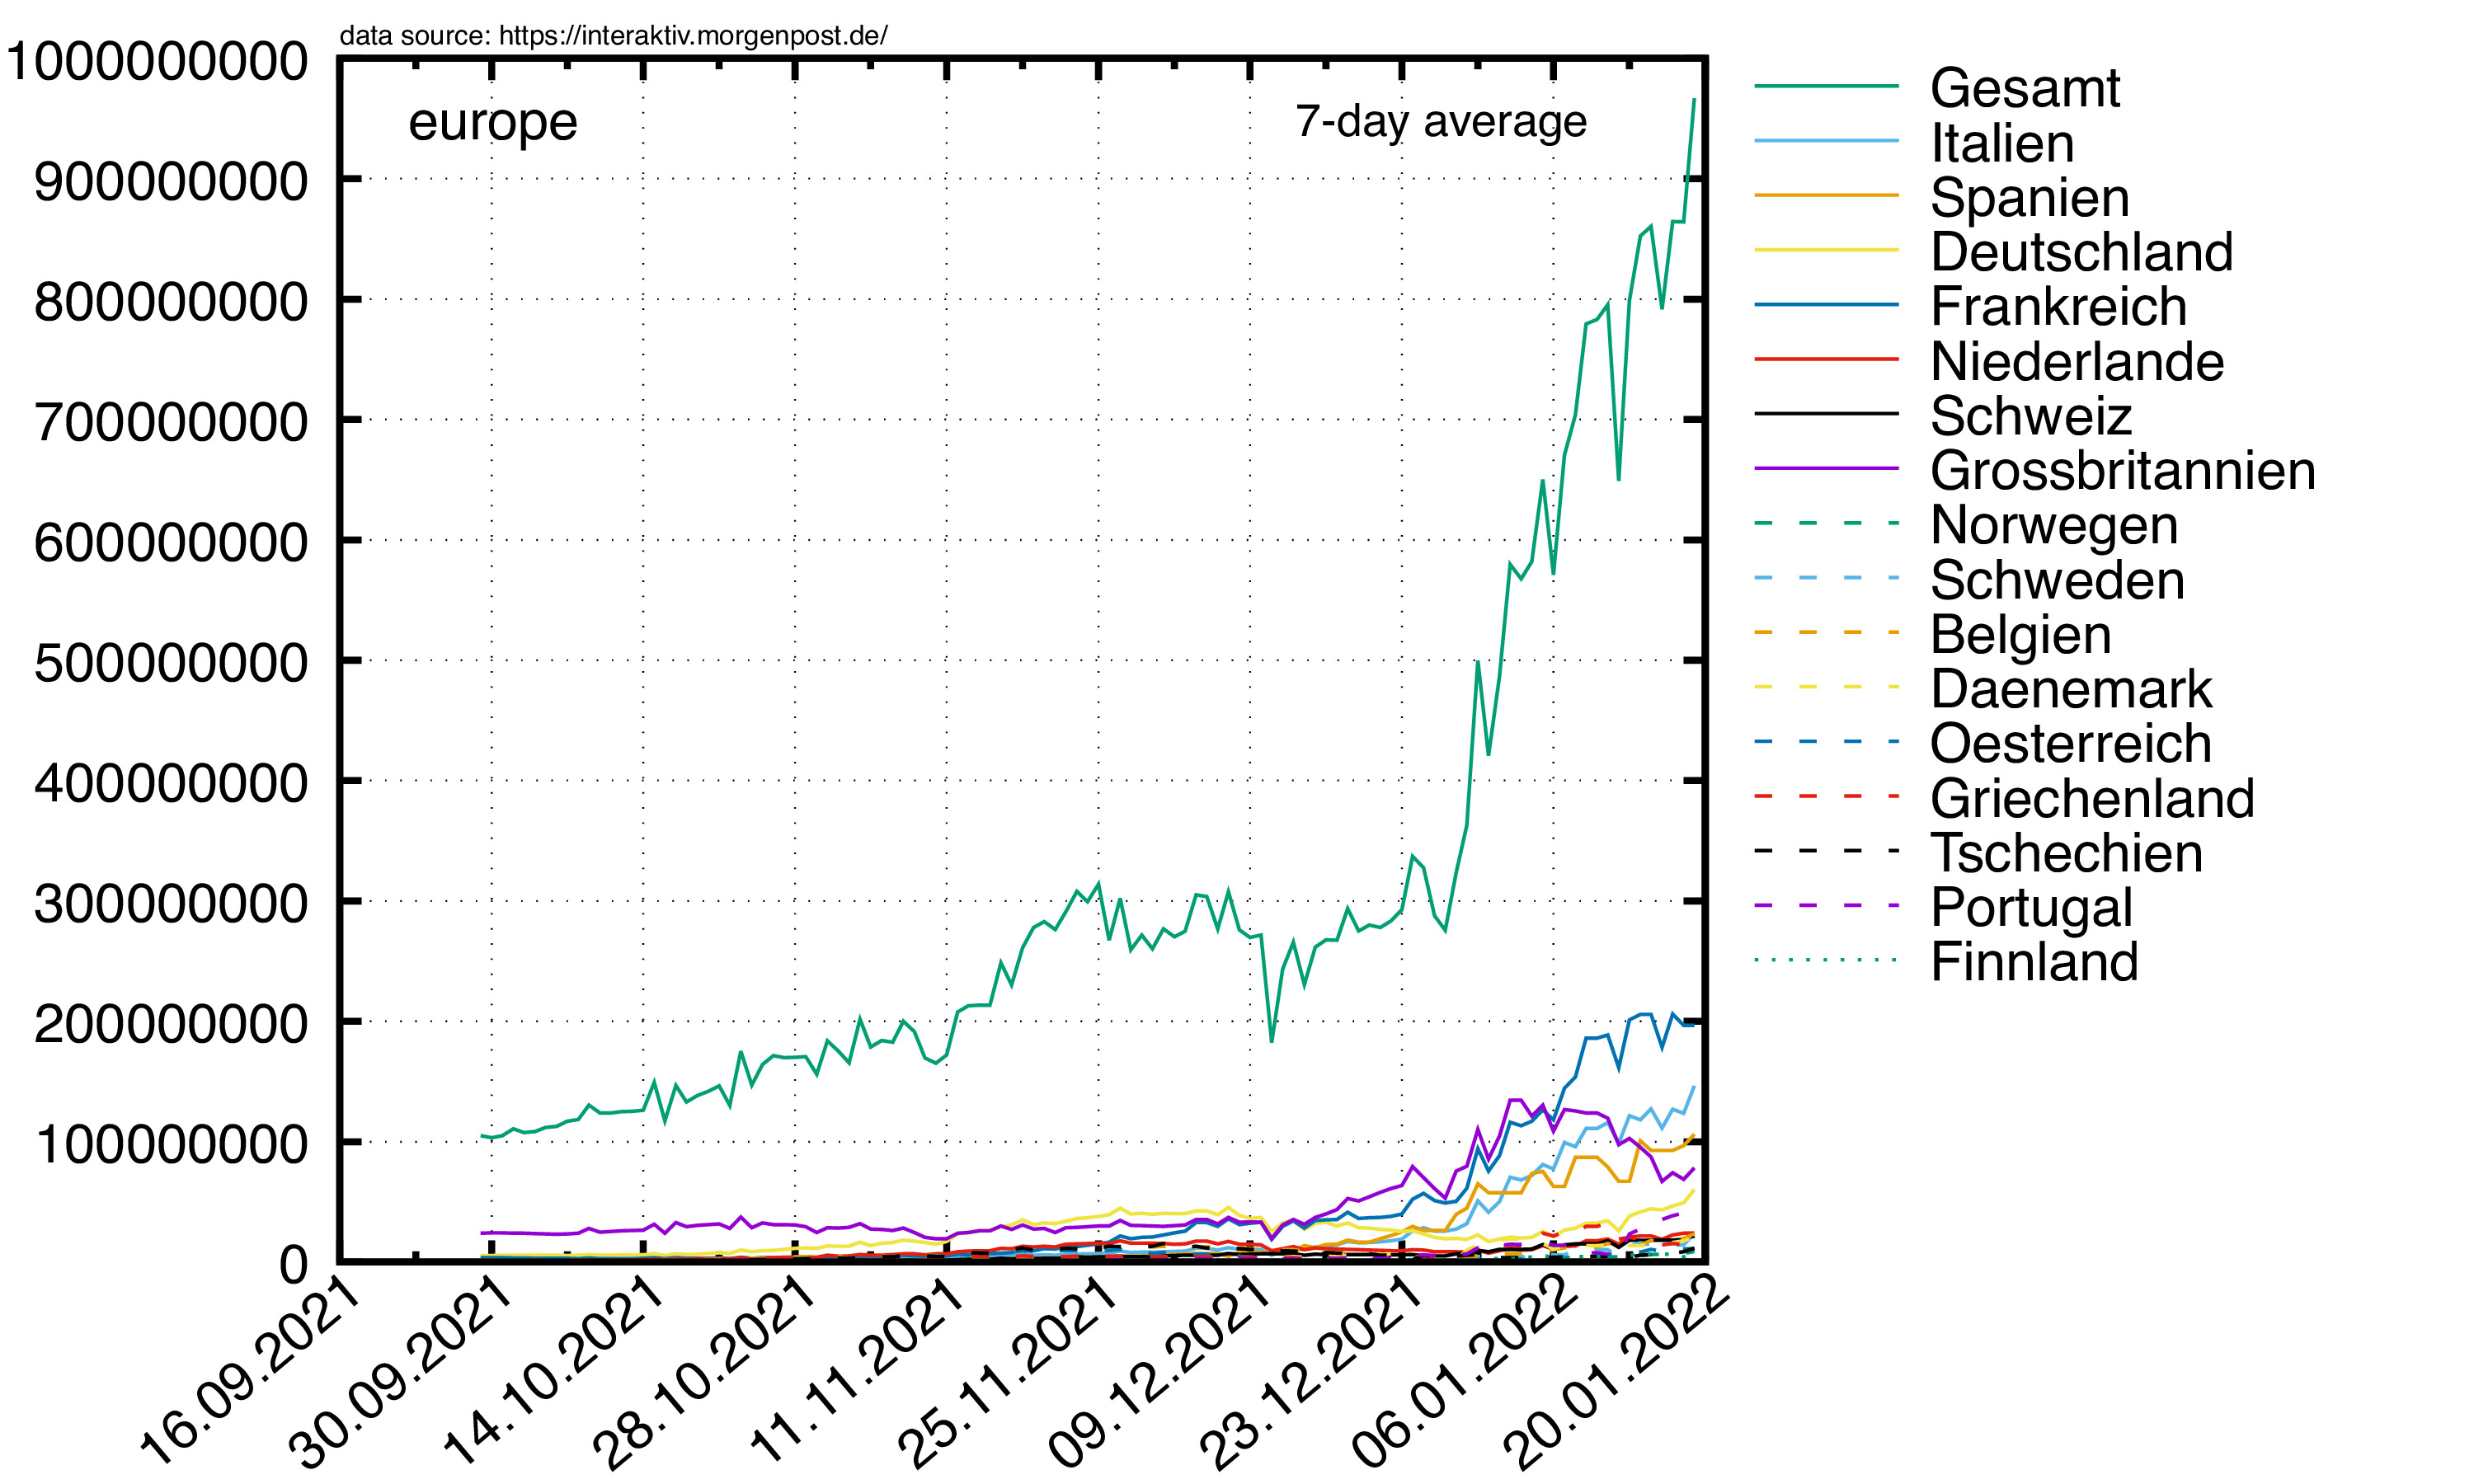 data source: https://interaktiv.morgenpost.de/
europe
7-day average
1000000000
900000000
800000000
700000000
600000000
500000000
400000000
300000000
200000000
100000000
0
16.09.2021
30.09.2021
14.10.2021
28.10.2021
11.11.2021
25.11.2021
09.12.2021
23.12.2021
06.01.2022
20.01.2022
Gesamt
Italien
Spanien
Deutschland
Frankreich
Niederlande
Schweiz
Grossbritannien
Norwegen
Schweden
Belgien
Daenemark
Oesterreich
Griechenland
Tschechien
Portugal
Finnland